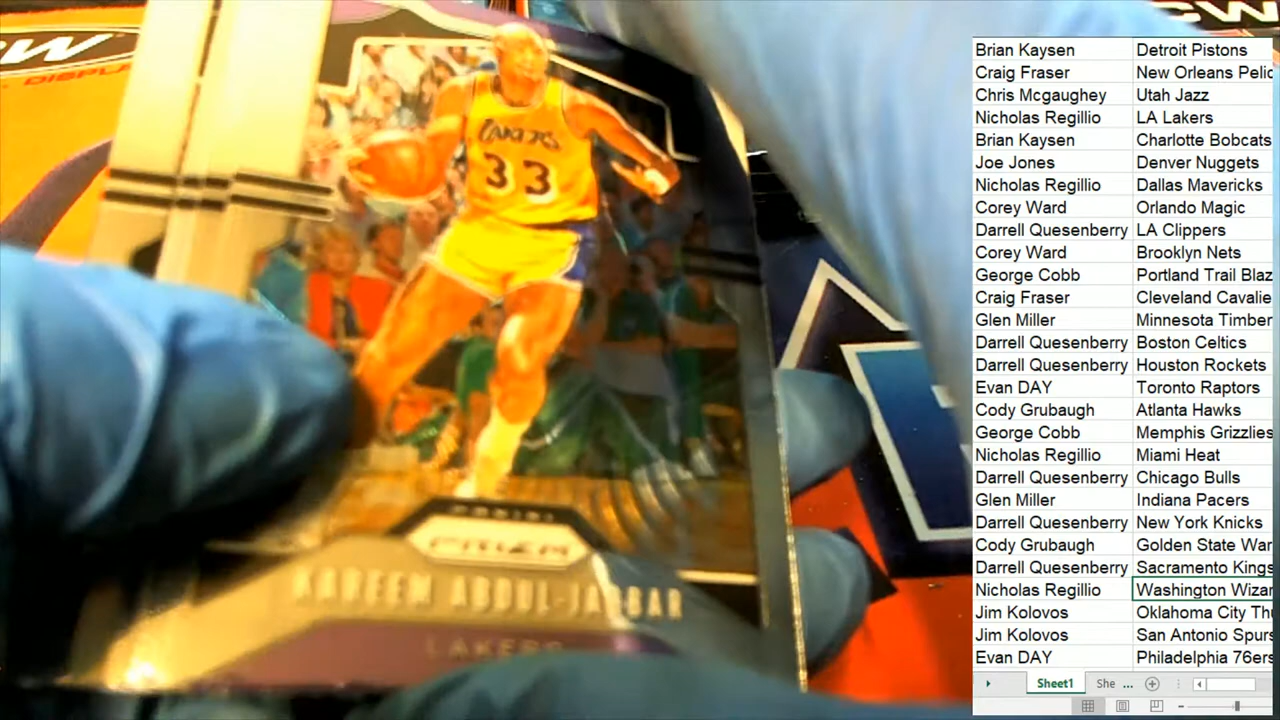 CW
DISPLA
CW
LAKERS
33
PANINI
PRIZM
KAREEM ABDUL-JABBAR
LAKERS
Brian Kaysen Detroit Pistons
Craig Fraser New Orleans Pelic
Chris Mcgaughey Utah Jazz
Nicholas Regillio LA Lakers
Brian Kaysen Charlotte Bobcats
Joe Jones Denver Nuggets
Nicholas Regillio Dallas Mavericks
Corey Ward Orlando Magic
Darrell Quesenberry LA Clippers
Corey Ward Brooklyn Nets
George Cobb Portland Trail Blaz
Craig Fraser Cleveland Cavalie
Glen Miller Minnesota Timber
Darrell Quesenberry Boston Celtics
Darrell Quesenberry Houston Rockets
Evan DAY Toronto Raptors
Cody Grubaugh Atlanta Hawks
George Cobb Memphis Grizzlies
Nicholas Regillio Miami Heat
Darrell Quesenberry Chicago Bulls
Glen Miller Indiana Pacers
Darrell Quesenberry New York Knicks
Cody Grubaugh Golden State War
Darrell Quesenberry Sacramento Kings
Nicholas Regillio Washington Wizar
Jim Kolovos Oklahoma City Thu
Jim Kolovos San Antonio Spurs
Evan DAY Philadelphia 76ers
Sheet1 She ...